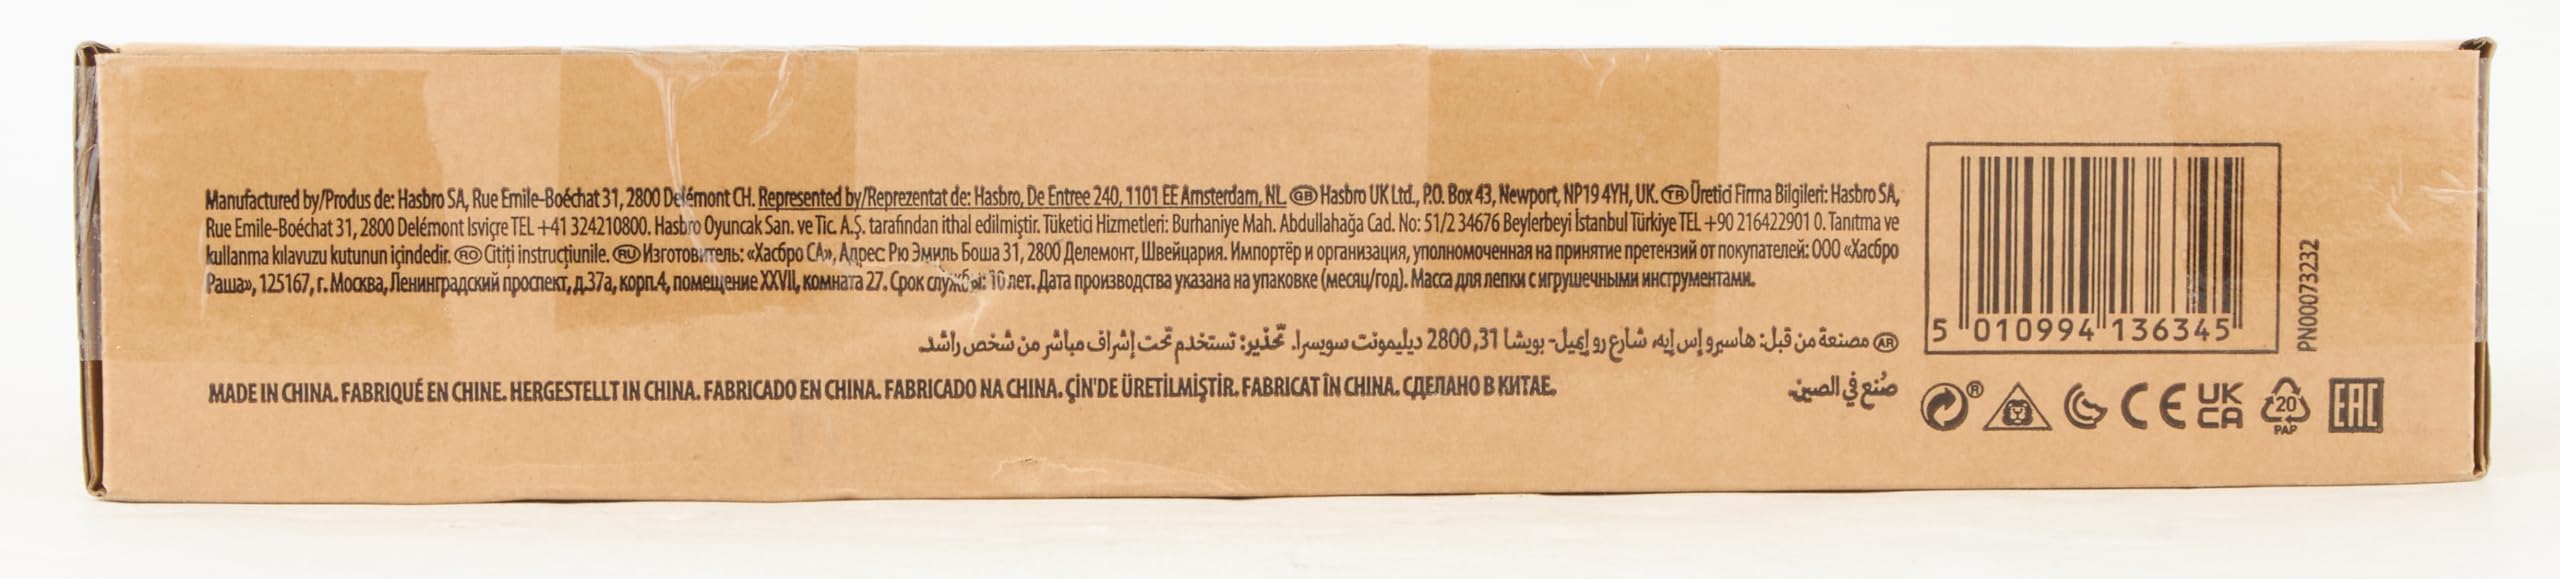 Manufactured by/Produs de: Hasbro SA, Rue Emile-Boéchat 31, 2800 Delémont CH. Represented by/Reprezentat de: Hasbro, De Entree 240, 1101 EE Amsterdam, NL. GB Hasbro UK Ltd., P.O. Box 43, Newport, NP19 4YH, UK. TR Üretici Firma Bilgileri: Hasbro SA,
Rue Emile-Boéchat 31, 2800 Delémont Isviçre TEL +41 324210800. Hasbro Oyuncak San. ve Tic. A.Ş. tarafından ithal edilmiştir. Tüketici Hizmetleri: Burhaniye Mah. Abdullahağa Cad. No: 51/2 34676 Beylerbeyi İstanbul Türkiye TEL +90 216422901 0. Tanıtma ve
kullanma kılavuzu kutunun içindedir. RO Citiți instrucțiunile. RU Изготовитель: «Хасбро СА», Адрес Рю Эмиль Боша 31, 2800 Делемонт, Швейцария. Импортёр и организация, уполномоченная на принятие претензий от покупателей: ООО «Хасбро
Раша», 125167, г. Москва, Ленинградский проспект, д.37а, корп.4, помещение XXVII, комната 27. Срок службы: 10 лет. Дата производства указана на упаковке (месяц/год). Масса для лепки с игрушечными инструментами.
AR مصنعة من قبل: هاسبرو إس إيه، شارع رو إيميل- بويشا 31, 2800 ديليمونت سويسرا. تحذير: تستخدم تحت إشراف مباشر من شخص راشد.
MADE IN CHINA. FABRIQUÉ EN CHINE. HERGESTELLT IN CHINA. FABRICADO EN CHINA. FABRICADO NA CHINA. ÇİN'DE ÜRETİLMİŞTİR. FABRICAT ÎN CHINA. СДЕЛАНО В КИТАЕ.
صُنع في الصين.
5 010994 136345
PN00073232
®
CE
UK
CA
20
PAP
EAC